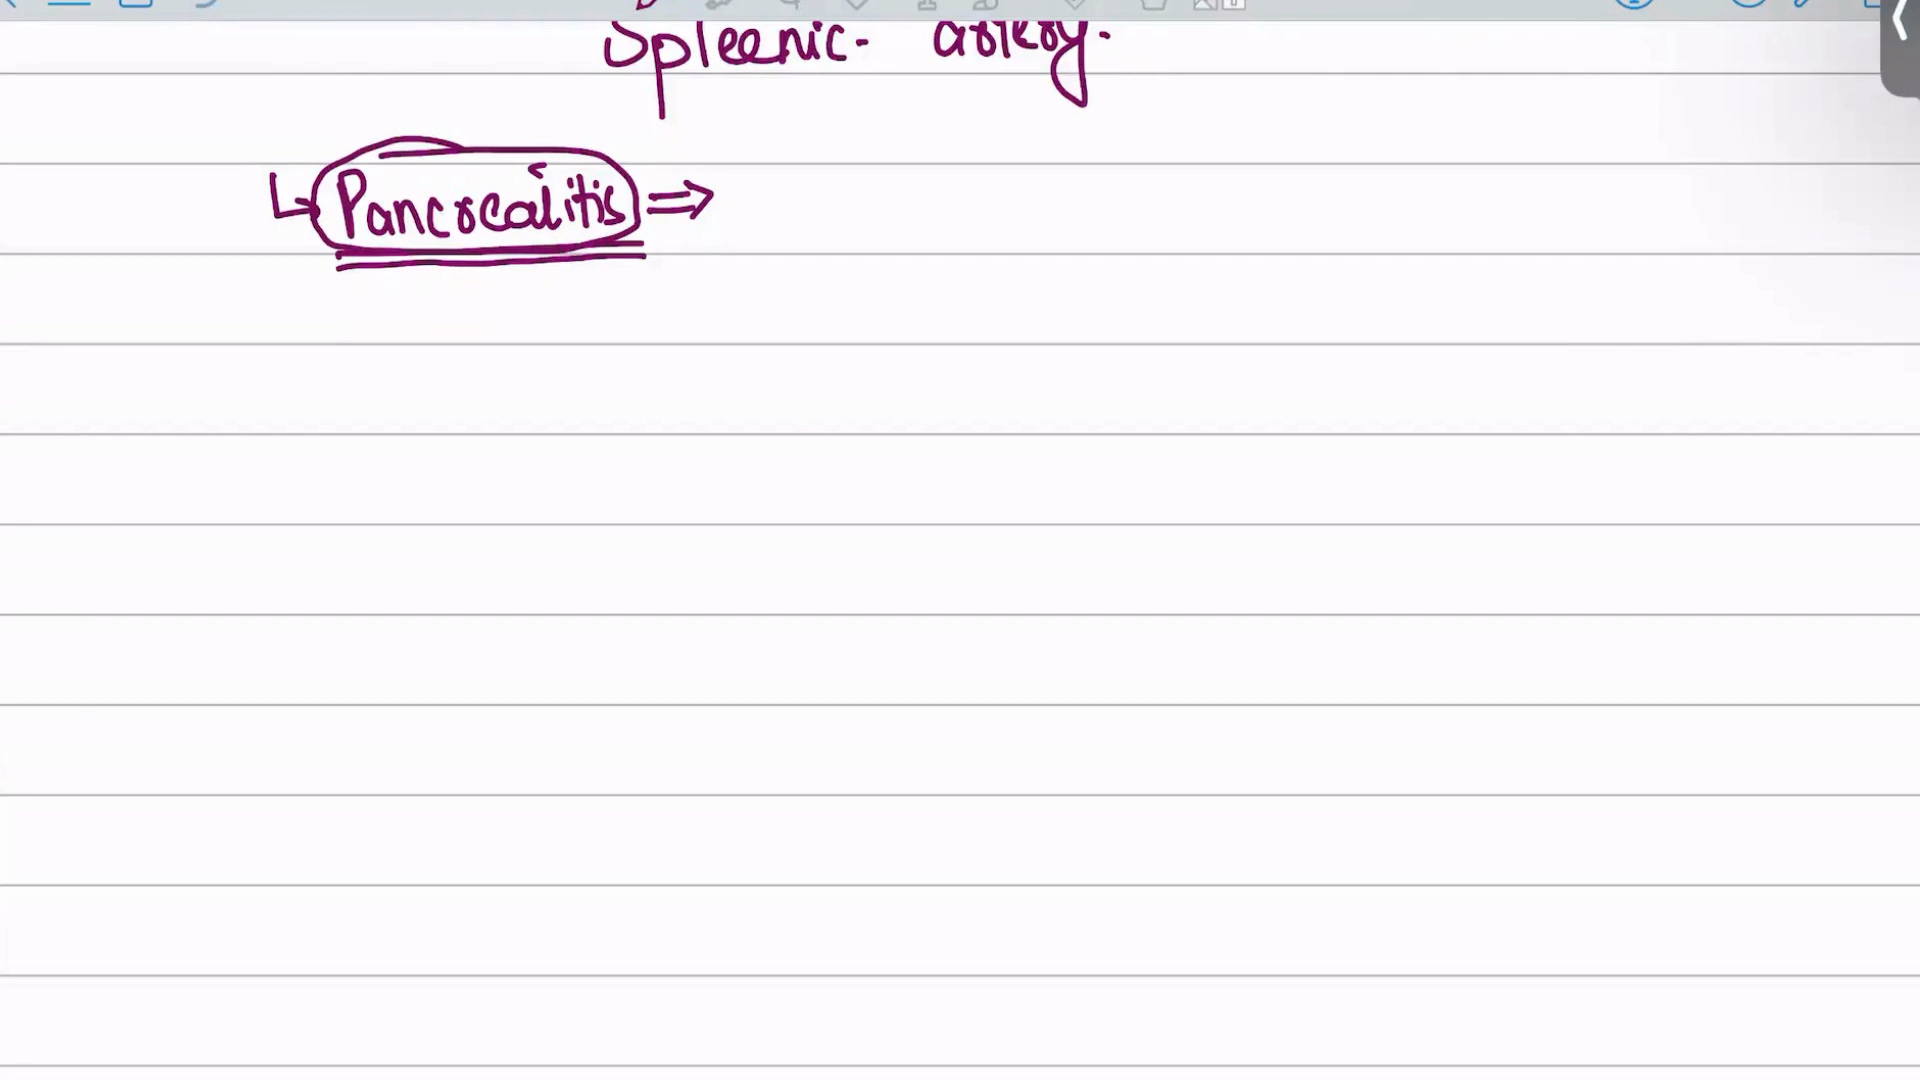 Spleenic. artery.
↳ Pancreatitis ⇒